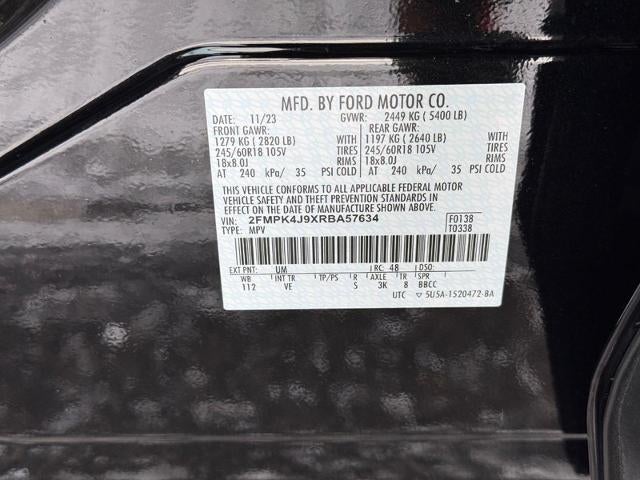 MFD. BY FORD MOTOR CO.
DATE: 11/23 GVWR: 2449 KG ( 5400 LB)
FRONT GAWR: REAR GAWR:
1279 KG ( 2820 LB) 1197 KG ( 2640 LB)
245/60R18 105V TIRES 245/60R18 105V TIRES
18x8.0J RIMS 18x8.0J RIMS
AT 240 kPa/ 35 PSI COLD AT 240 kPa/ 35 PSI COLD
THIS VEHICLE CONFORMS TO ALL APPLICABLE FEDERAL MOTOR
VEHICLE SAFETY AND THEFT PREVENTION STANDARDS IN
EFFECT ON THE DATE OF MANUFACTURE SHOWN ABOVE.
VIN: 2FMPK4J9XRBA57634 F0138
TYPE: MPV T0338
EXT PNT: UM RC: 48 DSO:
WB INT TR TP/PS R AXLE TR SPR
112 VE S 3K 8 BBCC
UTC ▽ 5U5A-1520472-BA